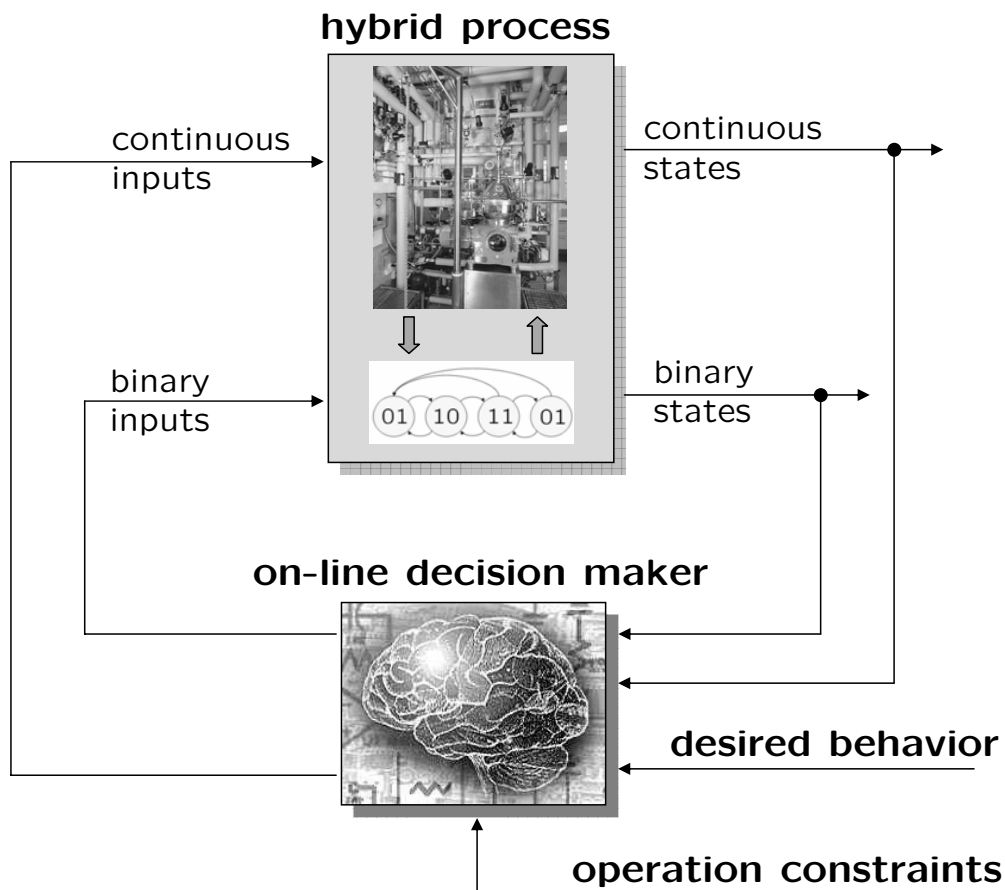 hybrid process
continuous
inputs
continuous
states
binary
inputs
01 10 11 01
binary
states
on-line decision maker
desired behavior
operation constraints